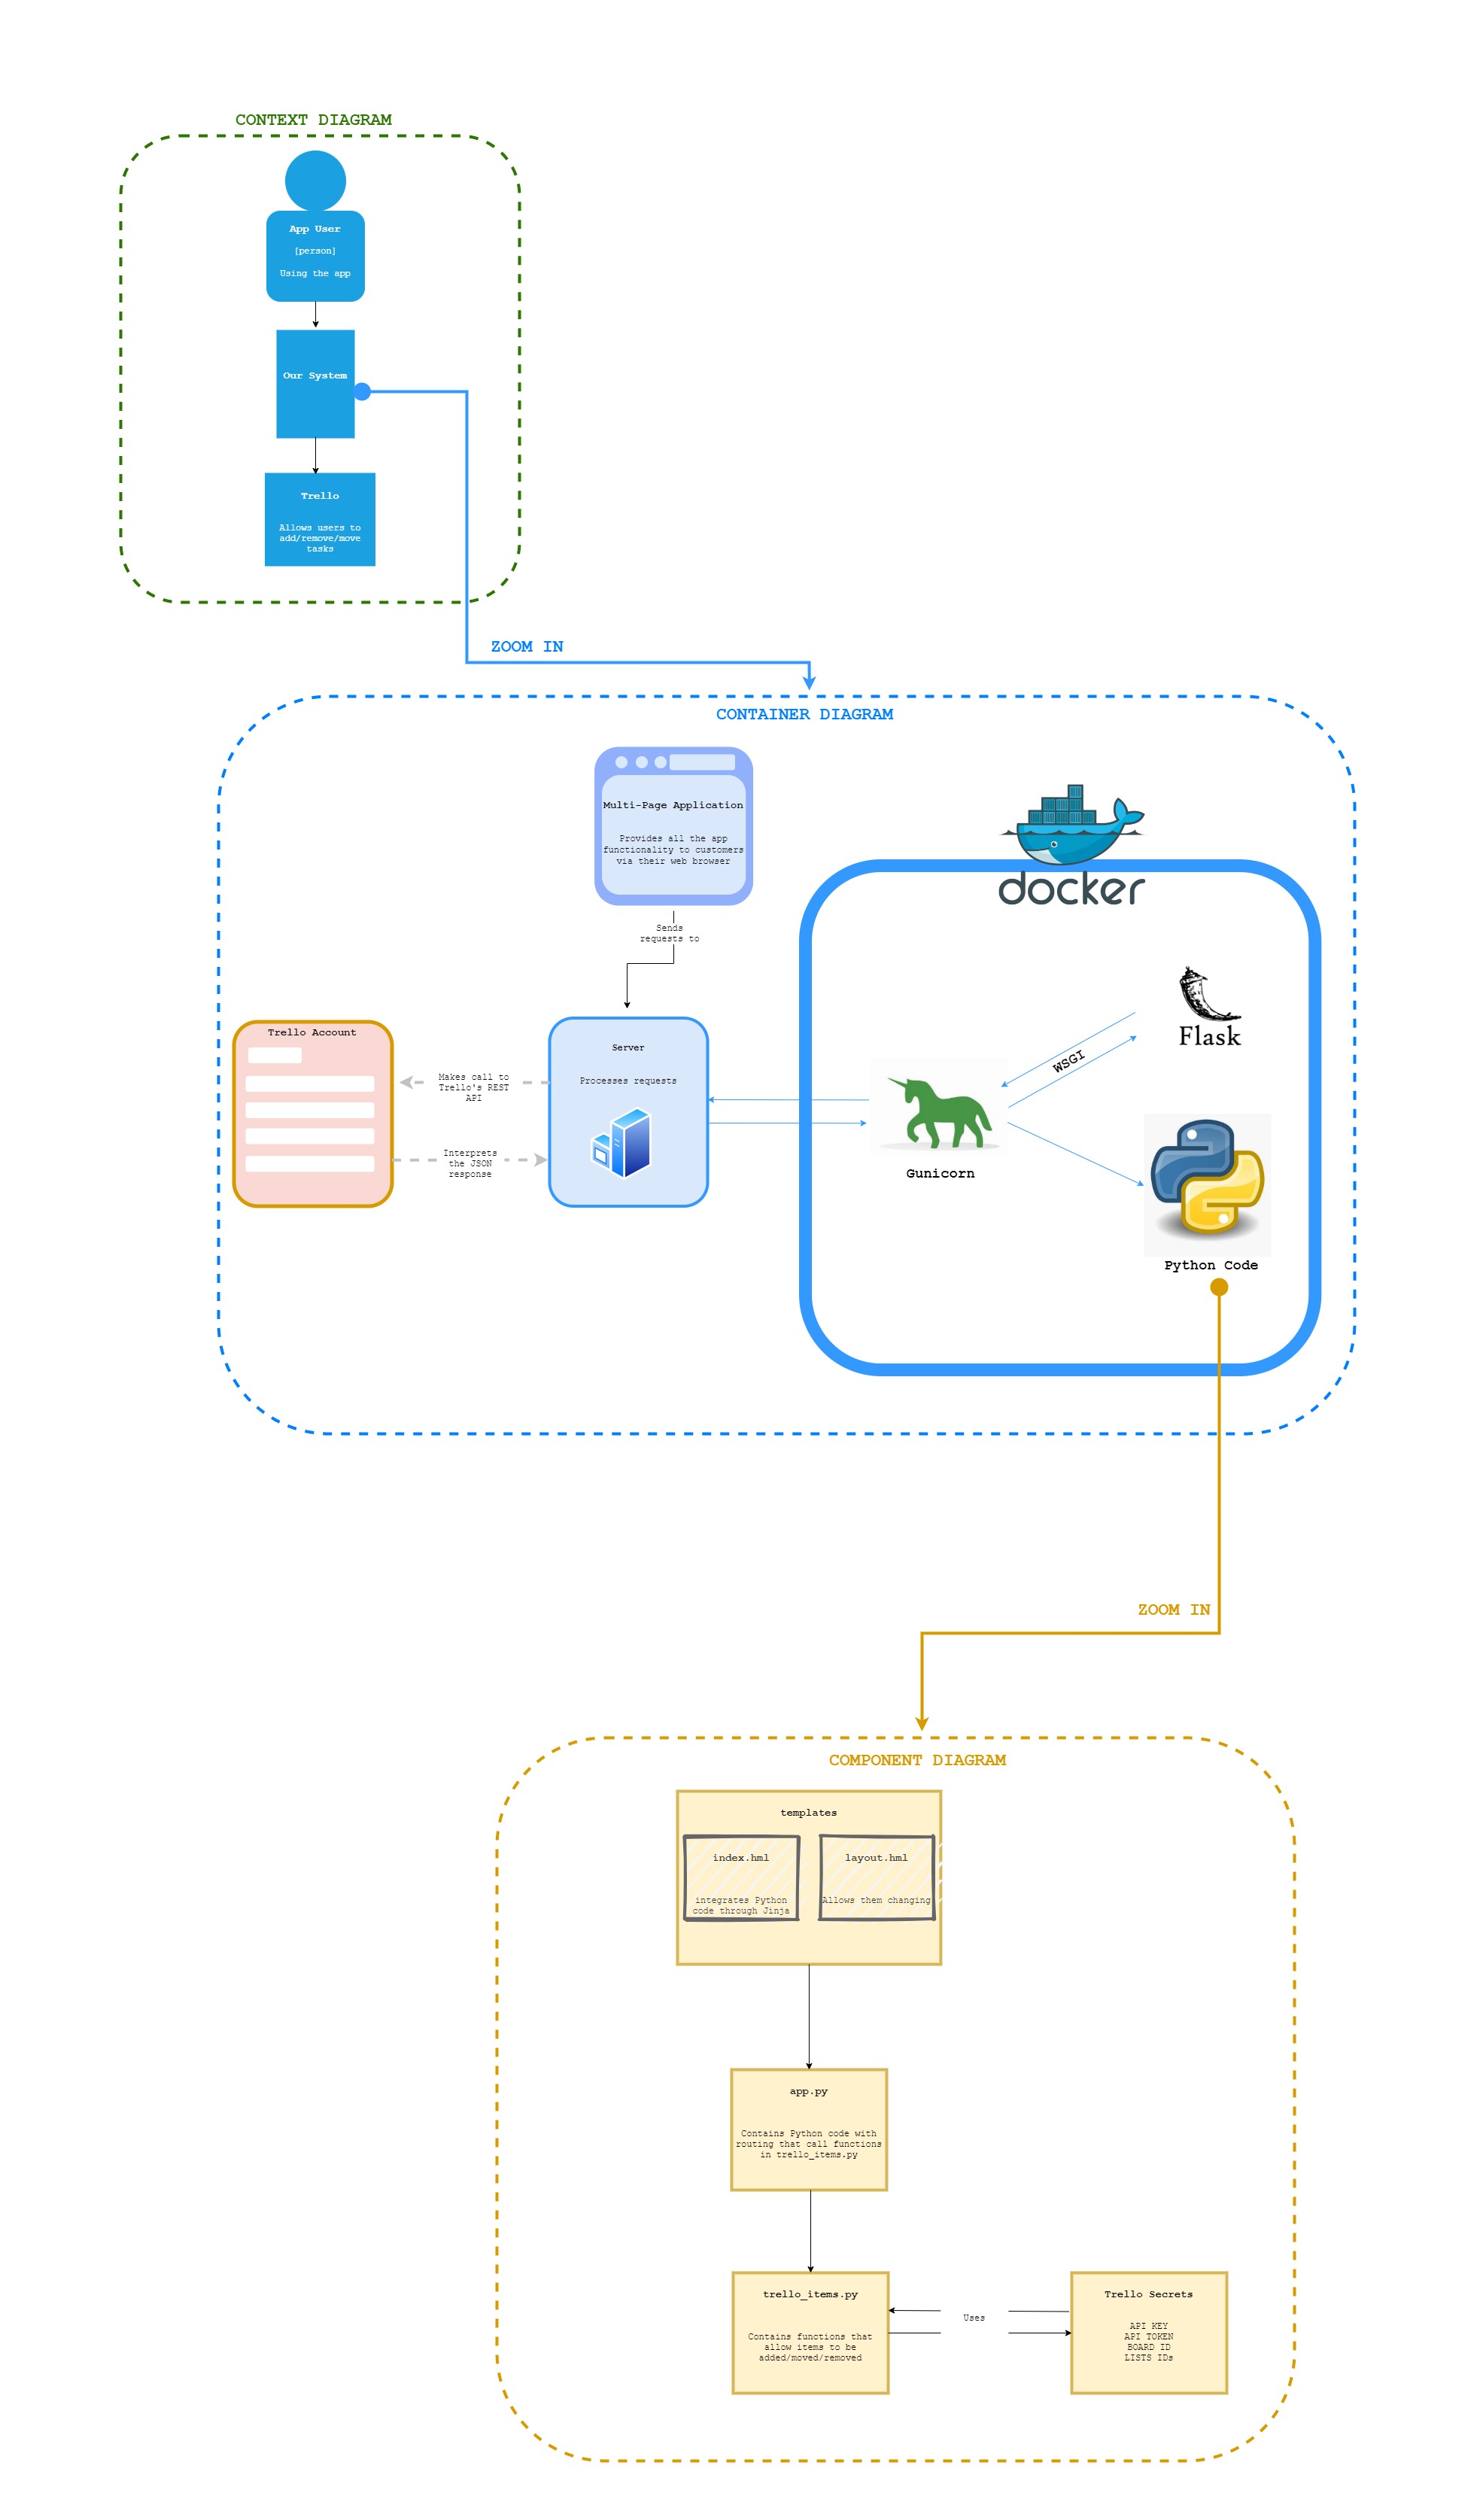 CONTEXT DIAGRAM
App User
[person]
Using the app
Our System
Trello
Allows users to
add/remove/move
tasks
ZOOM IN
CONTAINER DIAGRAM
Multi-Page Application
Provides all the app
functionality to customers
via their web browser
docker
Sends
requests to
Flask
Trello Account
Server
Processes requests
Makes call to
Trello's REST
API
WSGI
Interprets
the JSON
response
Gunicorn
Python Code
ZOOM IN
COMPONENT DIAGRAM
templates
index.hml
integrates Python
code through Jinja
layout.hml
Allows them changing
app.py
Contains Python code with
routing that call functions
in trello_items.py
trello_items.py
Contains functions that
allow items to be
added/moved/removed
Uses
Trello Secrets
API KEY
API TOKEN
BOARD ID
LISTS IDs